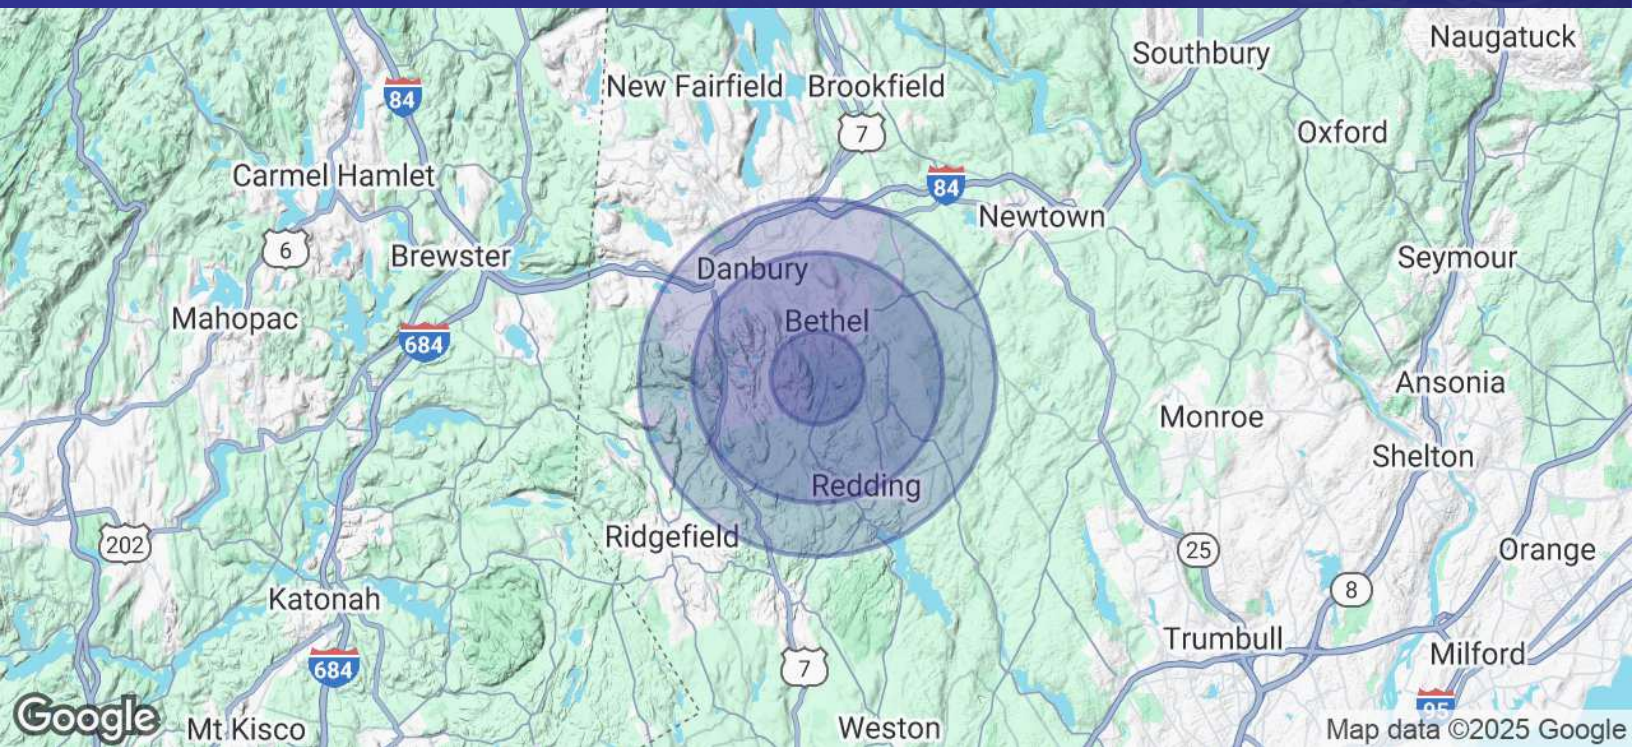 Naugatuck
Southbury
New Fairfield
Brookfield
84
7
Oxford
Carmel Hamlet
84
Newtown
6
Brewster
Seymour
Danbury
Mahopac
Bethel
684
Ansonia
Monroe
Shelton
Redding
Ridgefield
202
25
Orange
8
Katonah
Trumbull
Milford
684
7
95
Google
Mt Kisco
Weston
Map data ©2025 Google